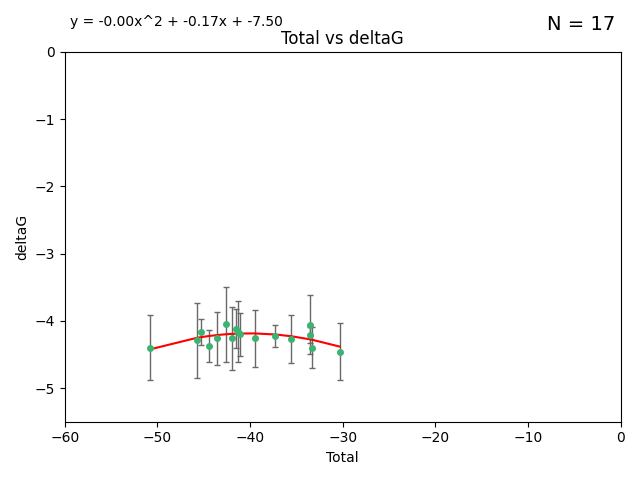 y = -0.00x^2 + -0.17x + -7.50
N = 17
Total vs deltaG
0
−1
−2
−3
−4
−5
deltaG
−60
−50
−40
−30
−20
−10
0
Total